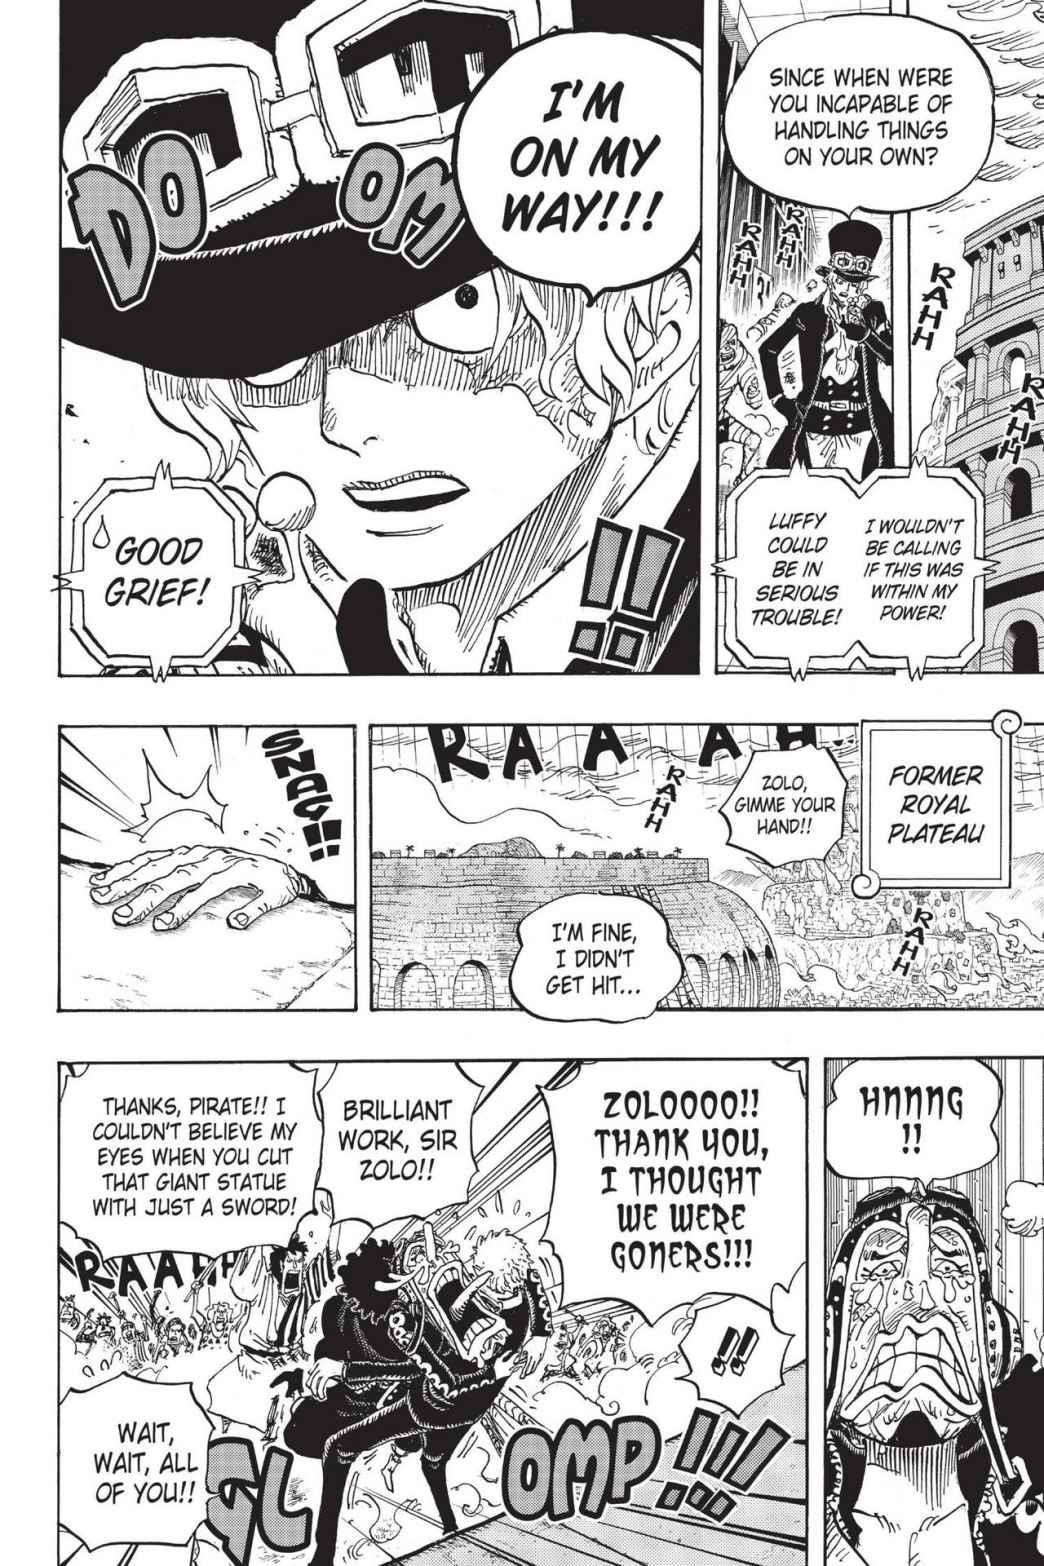 SINCE WHEN WERE
YOU INCAPABLE OF
HANDLING THINGS
ON YOUR OWN?
RAHH
RAHH
RAHH
RAHH
I WOULDN'T
BE CALLING
IF THIS WAS
WITHIN MY
POWER!
LUFFY
COULD
BE IN
SERIOUS
TROUBLE!
I'M
ON MY
WAY!!!
DOOM
!!
GOOD
GRIEF!
FORMER
ROYAL
PLATEAU
RAAAAH...
RAHH
RAHH
ZOLO,
GIMME YOUR
HAND!!
I'M FINE,
I DIDN'T
GET HIT...
SNAG!!
HNNNG
!!
ZOLOOOO!!
THANK YOU,
I THOUGHT
WE WERE
GONERS!!!
BRILLIANT
WORK, SIR
ZOLO!!
THANKS, PIRATE!! I
COULDN'T BELIEVE MY
EYES WHEN YOU CUT
THAT GIANT STATUE
WITH JUST A SWORD!
RAAHH
!!
GLOMP!!!
WAIT,
WAIT, ALL
OF YOU!!